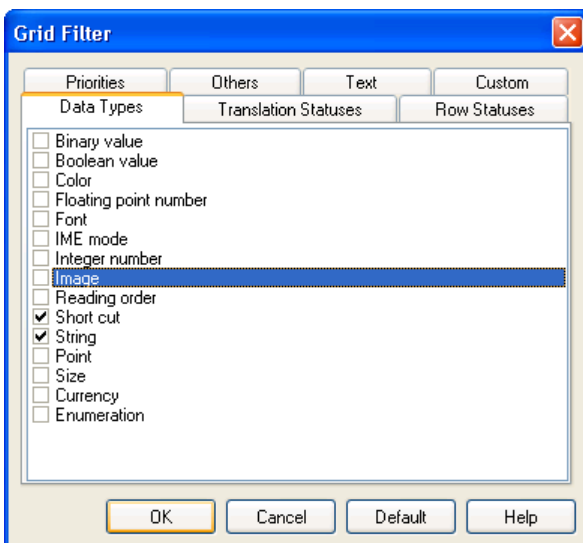 Grid Filter
Priorities Others Text Custom
Data Types Translation Statuses Row Statuses
Binary value
Boolean value
Color
Floating point number
Font
IME mode
Integer number
Image
Reading order
Short cut
String
Point
Size
Currency
Enumeration
OK Cancel Default Help